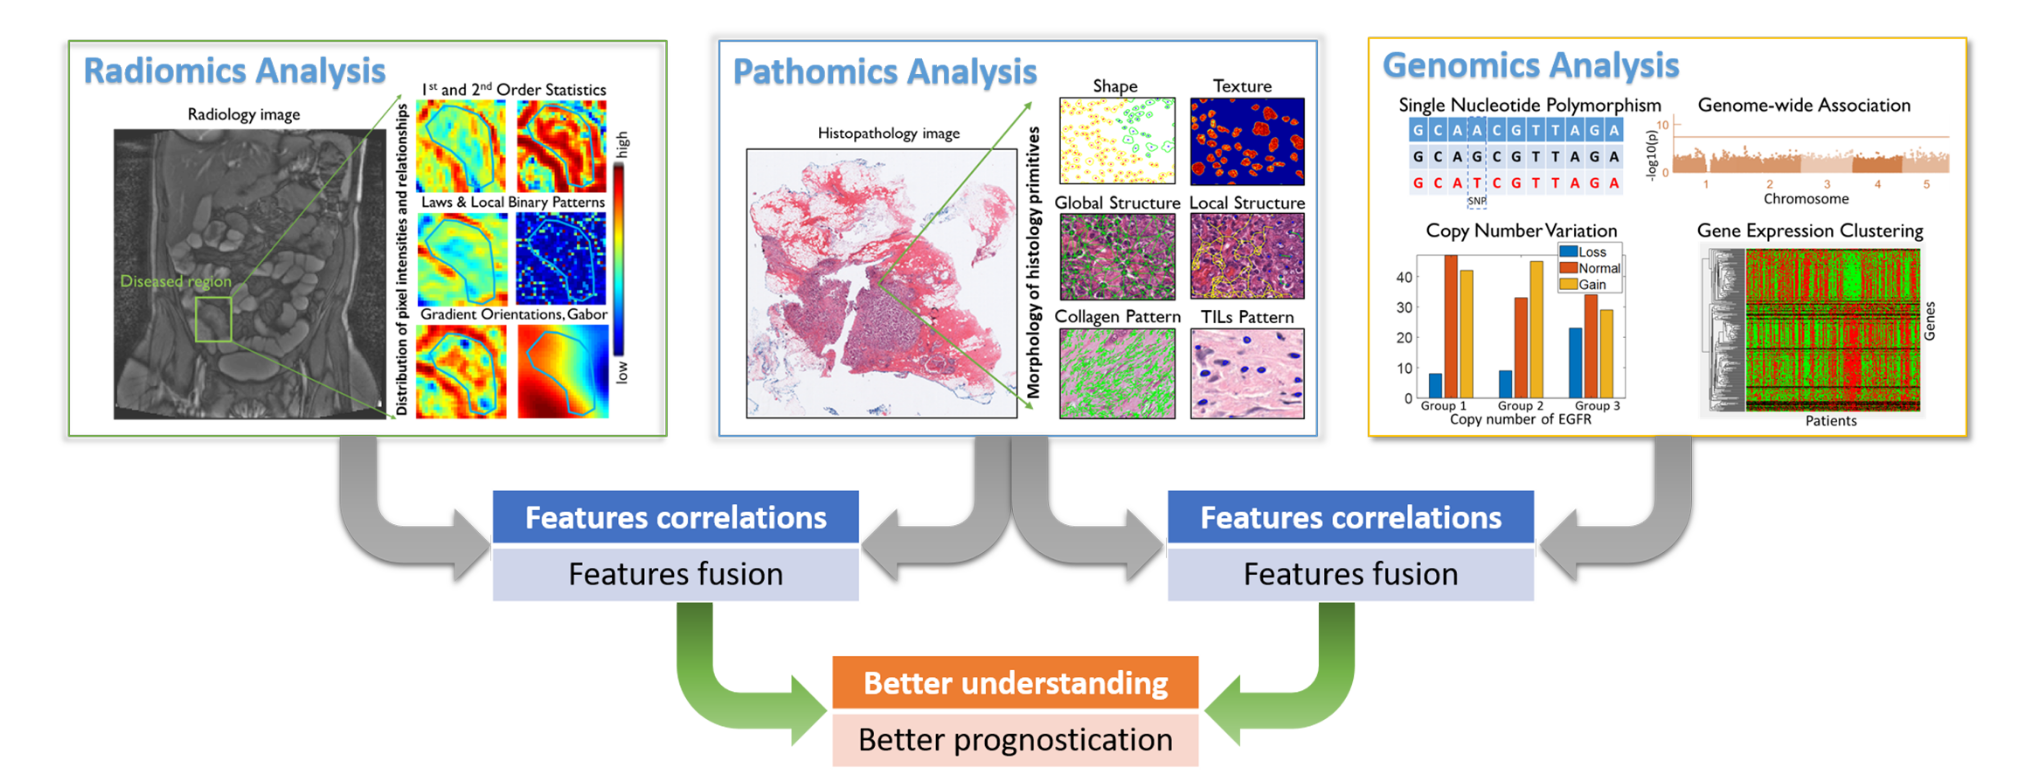 Radiomics Analysis
Radiology image
Diseased region
Distribution of pixel intensities and relationships
1st and 2nd Order Statistics
Laws & Local Binary Patterns
Gradient Orientations, Gabor
high
low
Pathomics Analysis
Histopathology image
Morphology of histology primitives
Shape
Texture
Global Structure
Local Structure
Collagen Pattern
TILs Pattern
Genomics Analysis
Single Nucleotide Polymorphism
G C A A C G T T A G A
G C A G C G T T A G A
G C A T C G T T A G A
SNP
Genome-wide Association
-log10(p)
10
0
1 2 3 4 5
Chromosome
Copy Number Variation
Loss
Normal
Gain
40
30
20
10
0
Group 1 Group 2 Group 3
Copy number of EGFR
Gene Expression Clustering
Genes
Patients
Features correlations
Features fusion
Features correlations
Features fusion
Better understanding
Better prognostication